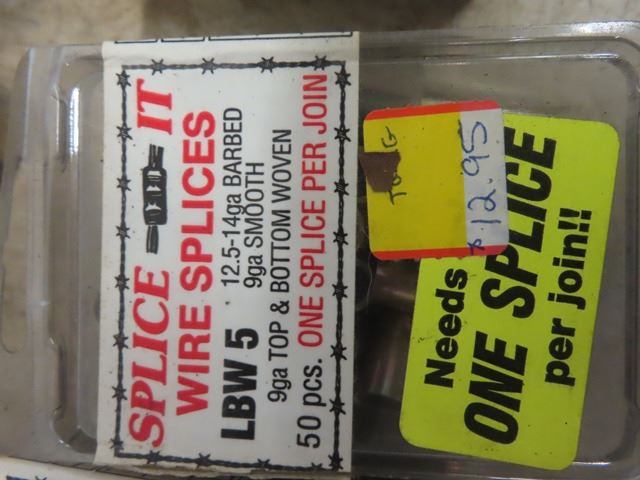 SPLICE IT
WIRE SPLICES
LBW 5
12.5-14ga BARBED
9ga SMOOTH
9ga TOP & BOTTOM WOVEN
50 pcs. ONE SPLICE PER JOIN
$12.95
Needs
ONE SPLICE
per join!!